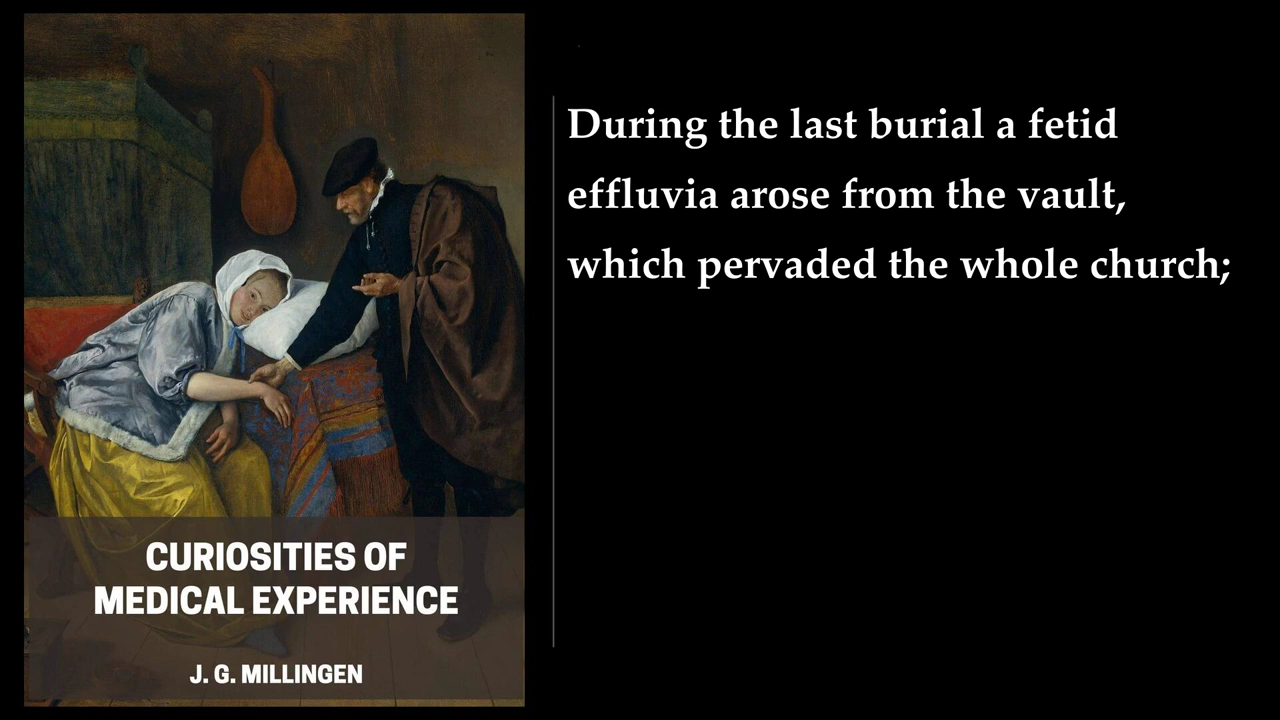 CURIOSITIES OF
MEDICAL EXPERIENCE
J. G. MILLINGEN
During the last burial a fetid
effluvia arose from the vault,
which pervaded the whole church;